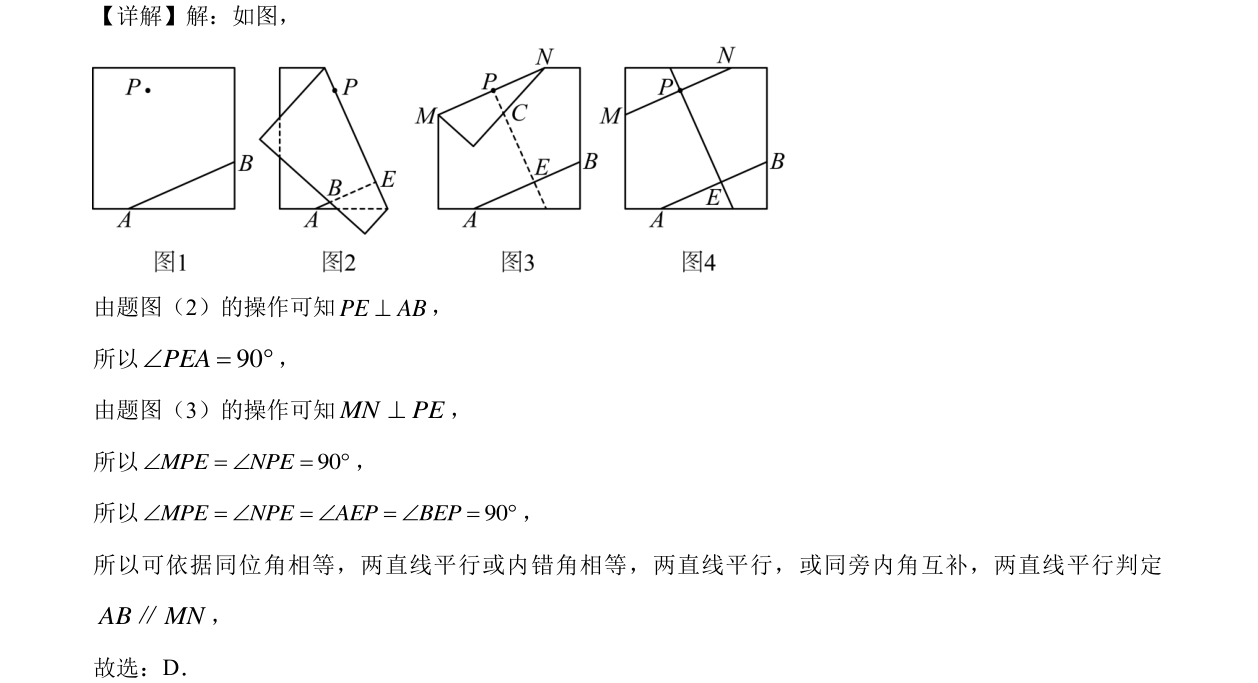 【详解】解：如图，
P
B
A
图1
P
B
E
A
图2
N
P
M
C
E
B
A
图3
N
P
M
B
E
A
图4
由题图（2）的操作可知PE⊥AB，
所以∠PEA=90°，
由题图（3）的操作可知MN⊥PE，
所以∠MPE=∠NPE=90°，
所以∠MPE=∠NPE=∠AEP=∠BEP=90°，
所以可依据同位角相等，两直线平行或内错角相等，两直线平行，或同旁内角互补，两直线平行判定
AB∥MN，
故选：D．